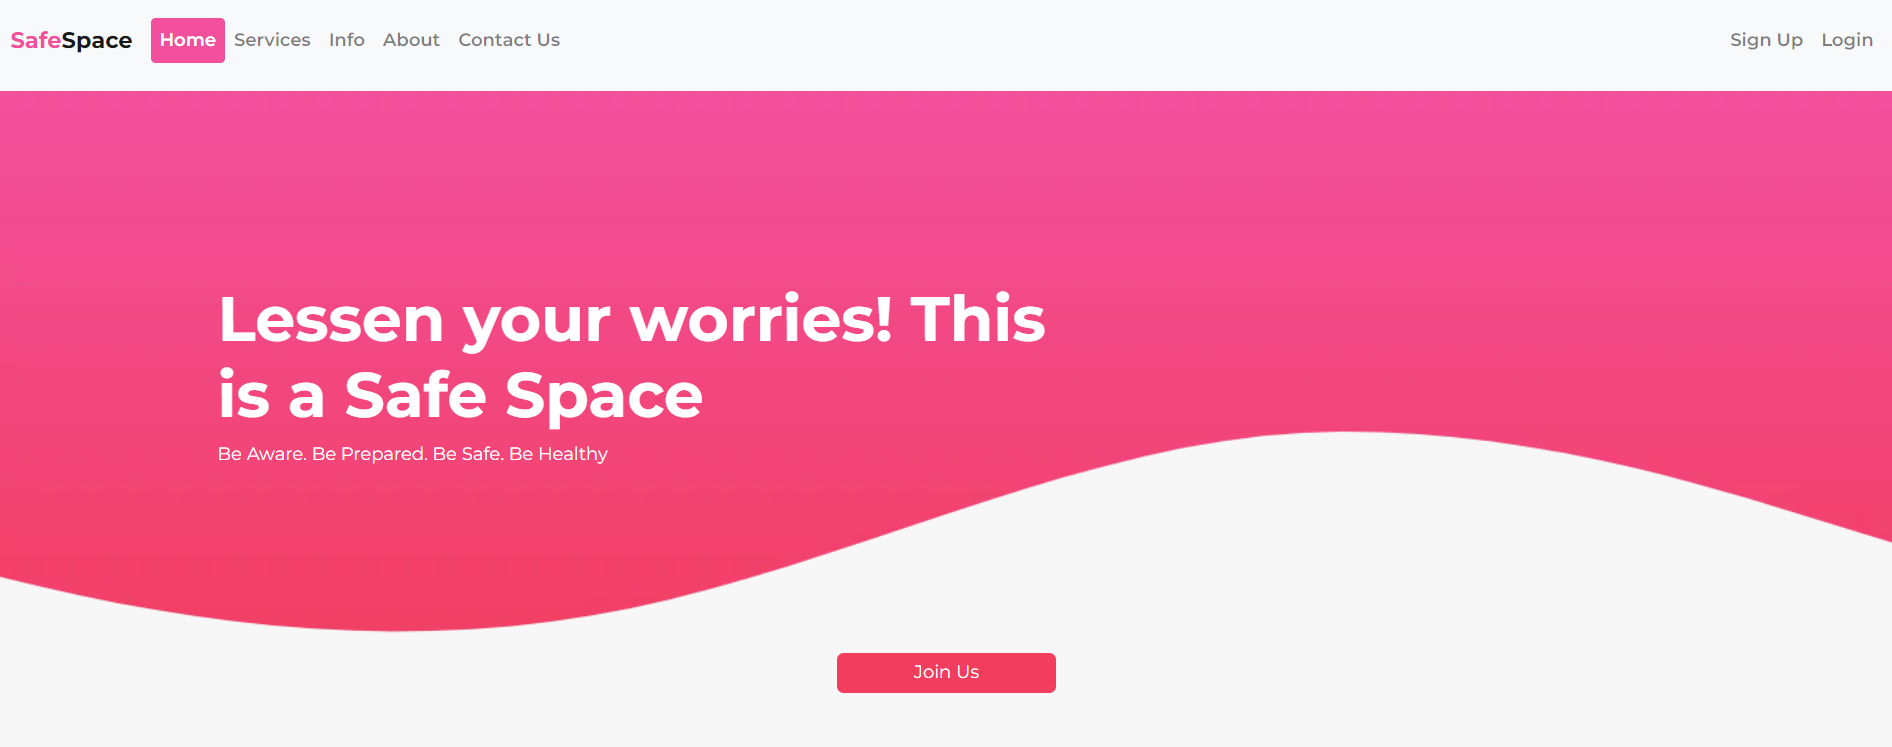 SafeSpace Home Services Info About Contact Us Sign Up Login
Lessen your worries! This
is a Safe Space
Be Aware. Be Prepared. Be Safe. Be Healthy
Join Us